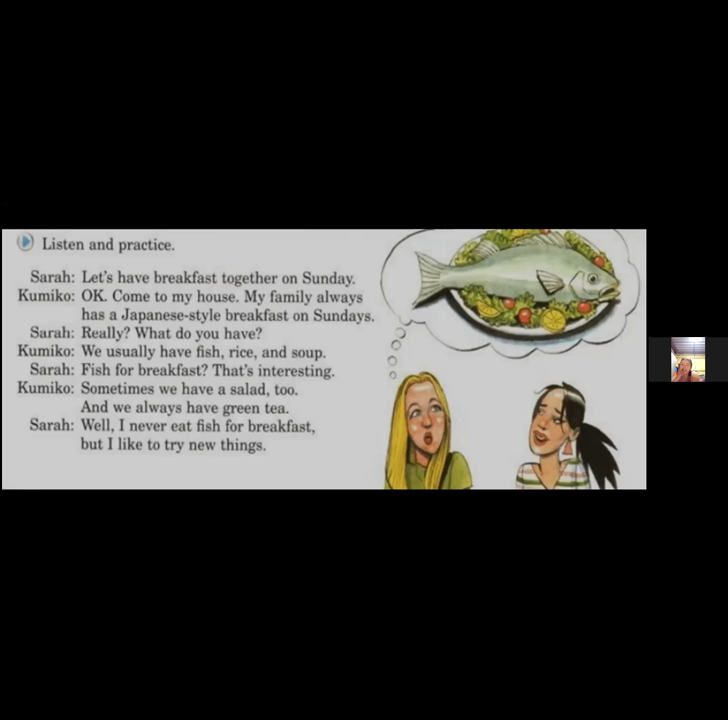 Listen and practice.
Sarah: Let's have breakfast together on Sunday.
Kumiko: OK. Come to my house. My family always
has a Japanese-style breakfast on Sundays.
Sarah: Really? What do you have?
Kumiko: We usually have fish, rice, and soup.
Sarah: Fish for breakfast? That's interesting.
Kumiko: Sometimes we have a salad, too.
And we always have green tea.
Sarah: Well, I never eat fish for breakfast,
but I like to try new things.